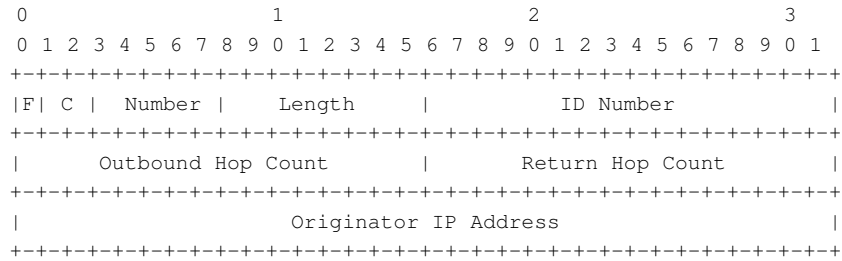 0                   1                   2                   3
 0 1 2 3 4 5 6 7 8 9 0 1 2 3 4 5 6 7 8 9 0 1 2 3 4 5 6 7 8 9 0 1
+-+-+-+-+-+-+-+-+-+-+-+-+-+-+-+-+-+-+-+-+-+-+-+-+-+-+-+-+-+-+-+-+
|F| C |  Number |    Length     |          ID Number            |
+-+-+-+-+-+-+-+-+-+-+-+-+-+-+-+-+-+-+-+-+-+-+-+-+-+-+-+-+-+-+-+-+
|      Outbound Hop Count       |       Return Hop Count        |
+-+-+-+-+-+-+-+-+-+-+-+-+-+-+-+-+-+-+-+-+-+-+-+-+-+-+-+-+-+-+-+-+
|                     Originator IP Address                     |
+-+-+-+-+-+-+-+-+-+-+-+-+-+-+-+-+-+-+-+-+-+-+-+-+-+-+-+-+-+-+-+-+